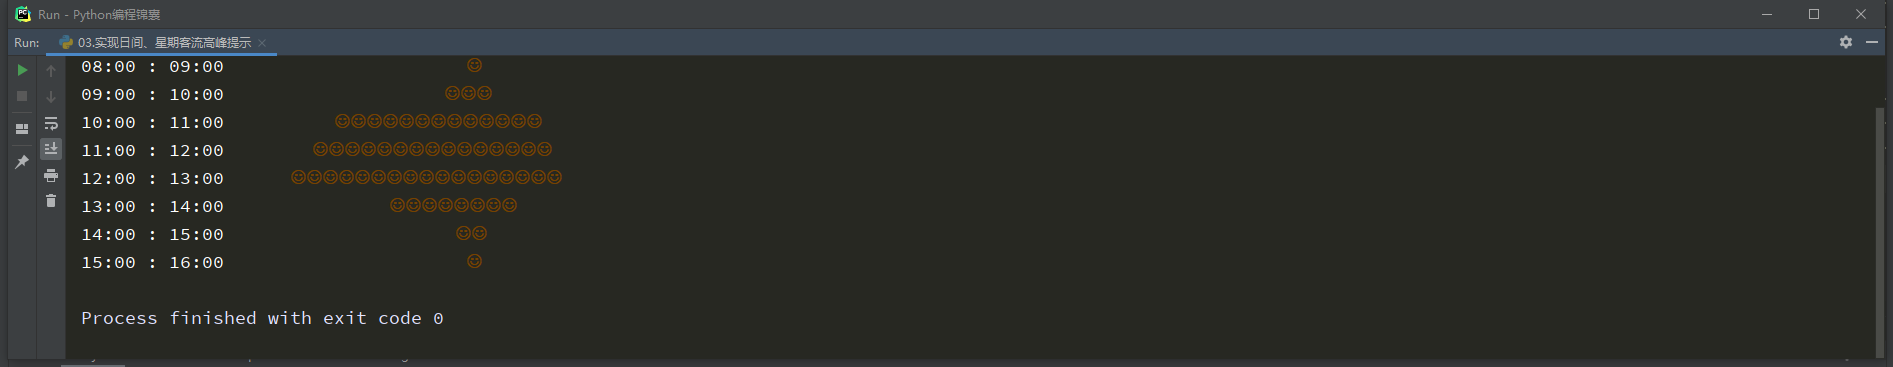 Run - Python编程锦囊
Run: 03.实现日间、星期客流高峰提示
08:00 : 09:00 😊
09:00 : 10:00 😊😊😊
10:00 : 11:00 😊😊😊😊😊😊😊😊😊😊😊😊😊
11:00 : 12:00 😊😊😊😊😊😊😊😊😊😊😊😊😊😊😊
12:00 : 13:00 😊😊😊😊😊😊😊😊😊😊😊😊😊😊😊😊😊
13:00 : 14:00 😊😊😊😊😊😊😊😊
14:00 : 15:00 😊😊
15:00 : 16:00 😊
Process finished with exit code 0